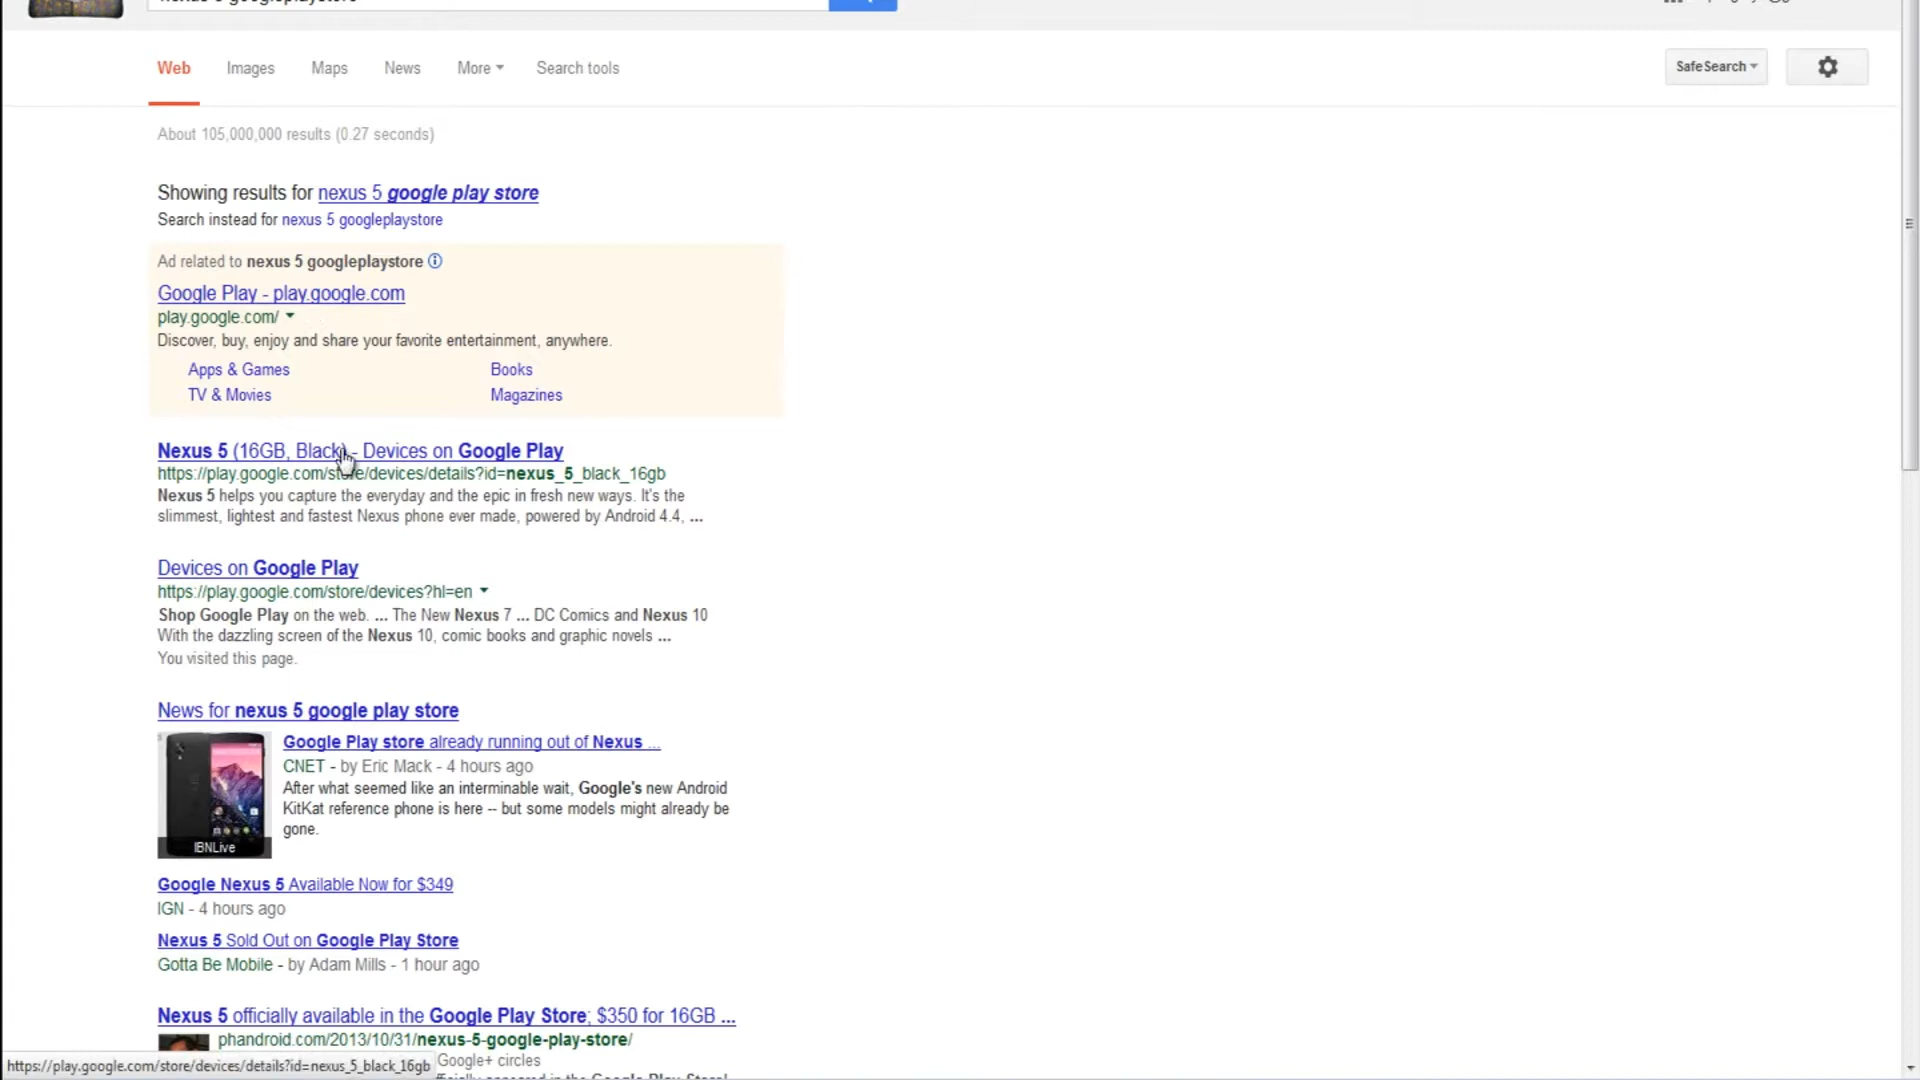 Web Images Maps News More Search tools SafeSearch
About 105,000,000 results (0.27 seconds)
Showing results for nexus 5 google play store
Search instead for nexus 5 googleplaystore
Ad related to nexus 5 googleplaystore
Google Play - play.google.com
play.google.com/
Discover, buy, enjoy and share your favorite entertainment, anywhere.
Apps & Games Books
TV & Movies Magazines
Nexus 5 (16GB, Black) - Devices on Google Play
https://play.google.com/store/devices/details?id=nexus_5_black_16gb
Nexus 5 helps you capture the everyday and the epic in fresh new ways. It's the
slimmest, lightest and fastest Nexus phone ever made, powered by Android 4.4, ...
Devices on Google Play
https://play.google.com/store/devices?hl=en
Shop Google Play on the web. ... The New Nexus 7 ... DC Comics and Nexus 10
With the dazzling screen of the Nexus 10, comic books and graphic novels ...
You visited this page.
News for nexus 5 google play store
Google Play store already running out of Nexus ...
CNET - by Eric Mack - 4 hours ago
After what seemed like an interminable wait, Google's new Android
KitKat reference phone is here -- but some models might already be
gone.
IBNLive
Google Nexus 5 Available Now for $349
IGN - 4 hours ago
Nexus 5 Sold Out on Google Play Store
Gotta Be Mobile - by Adam Mills - 1 hour ago
Nexus 5 officially available in the Google Play Store; $350 for 16GB ...
phandroid.com/2013/10/31/nexus-5-google-play-store/
Google+ circles
https://play.google.com/store/devices/details?id=nexus_5_black_16gb